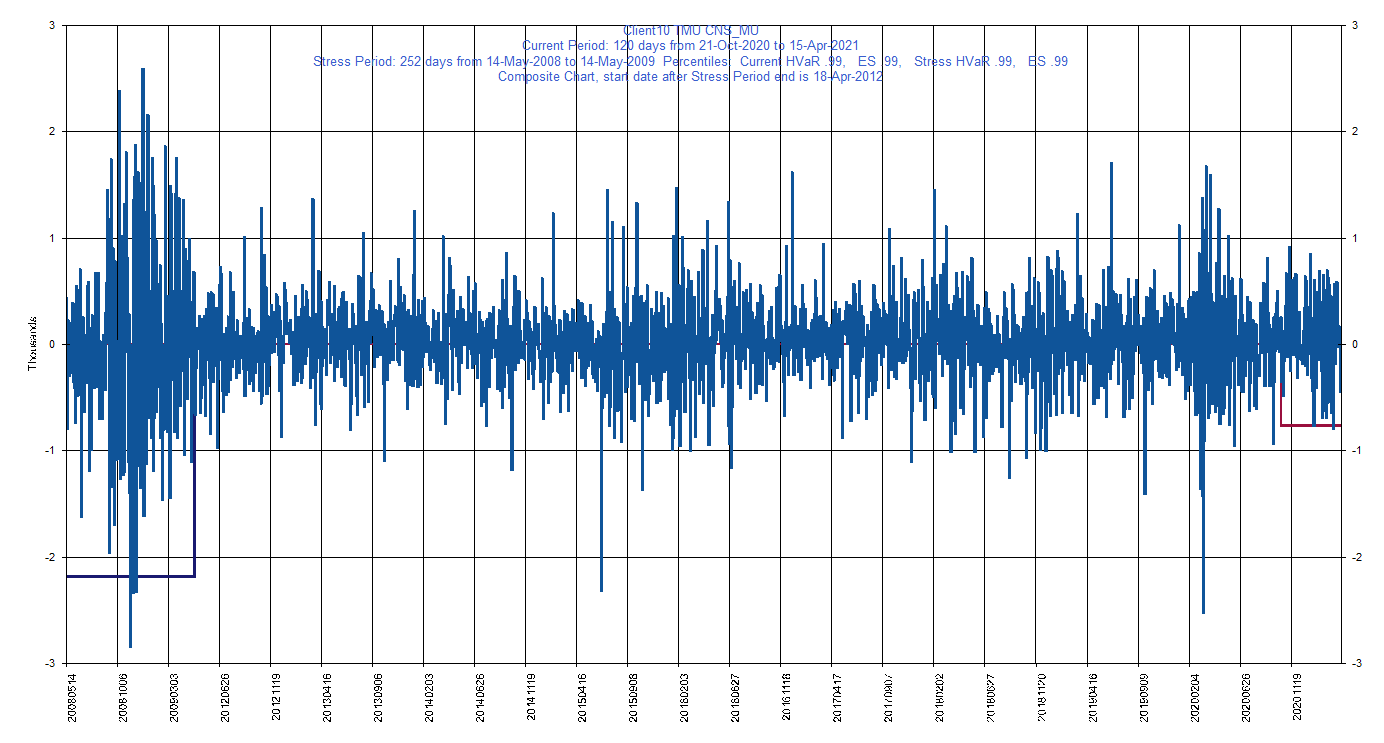 Client10 TMU CNS_MU
Current Period: 120 days from 21-Oct-2020 to 15-Apr-2021
Stress Period: 252 days from 14-May-2008 to 14-May-2009 Percentiles: Current HVaR .99, ES .99, Stress HVaR .99, ES .99
Composite Chart, start date after Stress Period end is 18-Apr-2012
3 3
2 2
1 1
0 0
-1 -1
-2 -2
-3 -3
Thousands
20080514 20081006 20090303 20120626 20121119 20130416 20130906 20140203 20140626 20141119 20150416 20150908 20160203 20160627 20161118 20170417 20170907 20180202 20180627 20181120 20190416 20190909 20200204 20200626 20201119